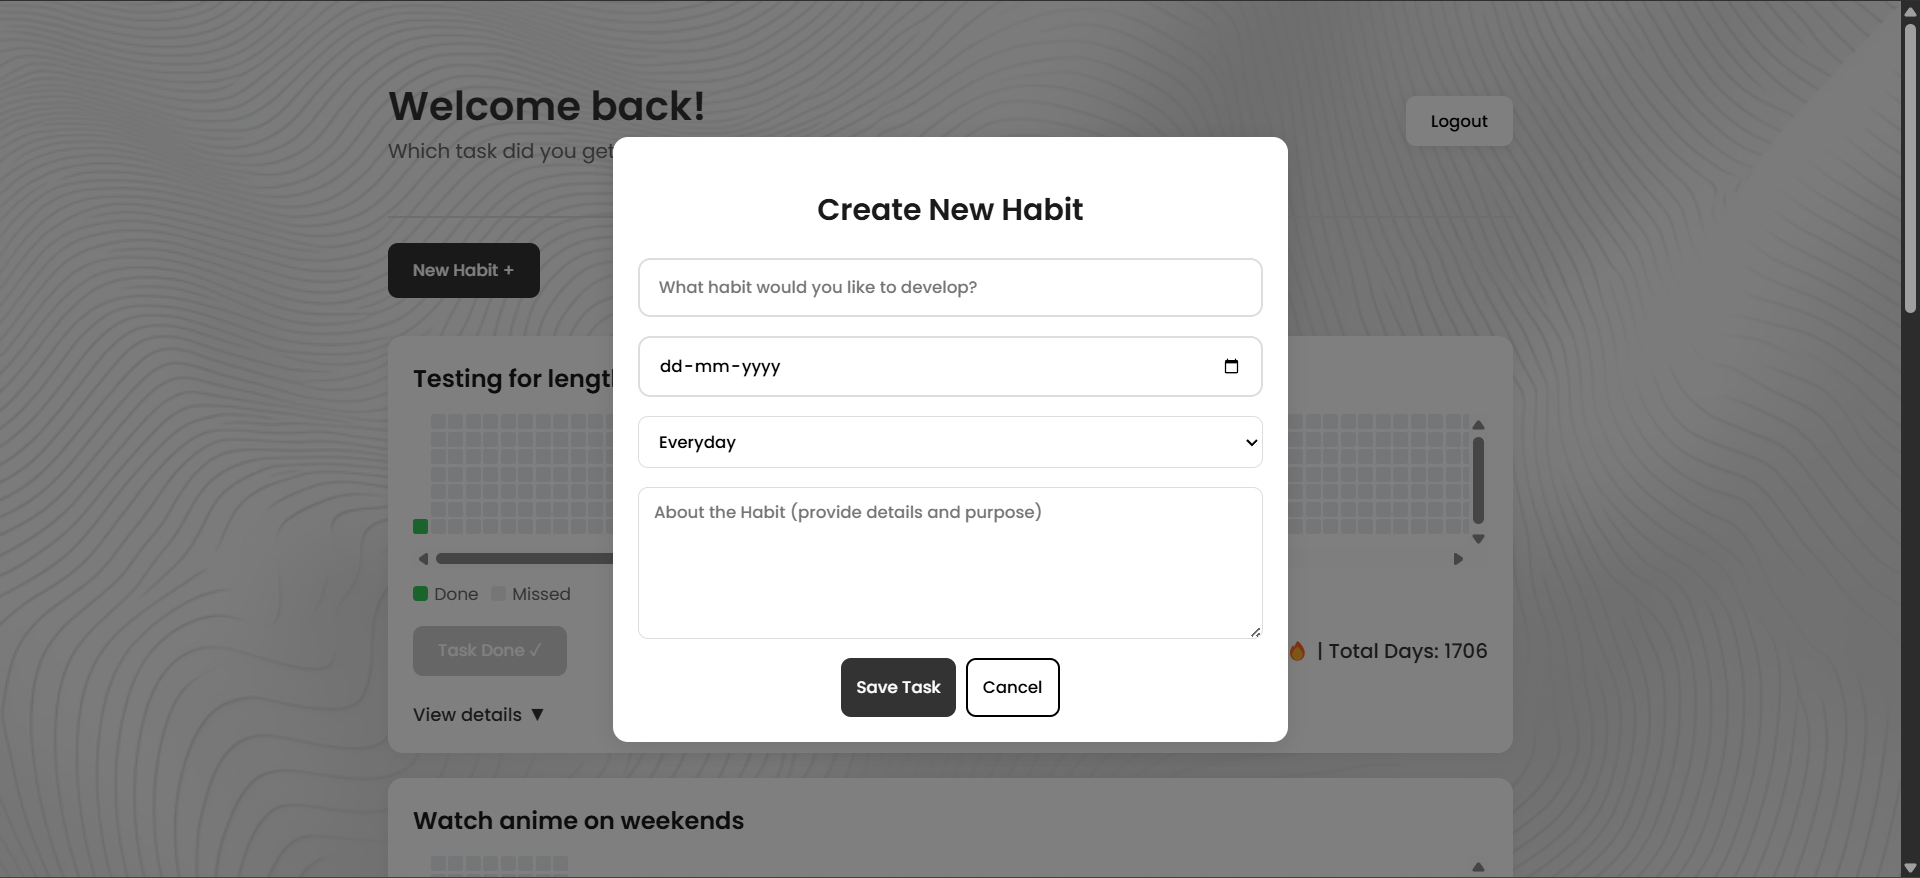 Welcome back!
Logout
Which task did you get
New Habit +
Create New Habit
What habit would you like to develop?
dd-mm-yyyy
Everyday
About the Habit (provide details and purpose)
Save Task
Cancel
Testing for length
Done
Missed
Task Done ✓
🔥 | Total Days: 1706
View details ▼
Watch anime on weekends